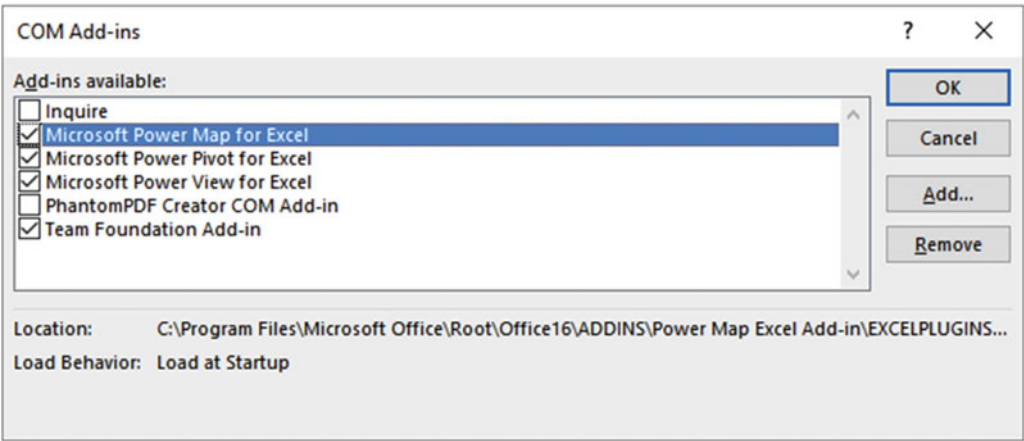 COM Add-ins ?
Add-ins available:
Inquire
Microsoft Power Map for Excel
Microsoft Power Pivot for Excel
Microsoft Power View for Excel
PhantomPDF Creator COM Add-in
Team Foundation Add-in
OK
Cancel
Add...
Remove
Location: C:\Program Files\Microsoft Office\Root\Office16\ADDINS\Power Map Excel Add-in\EXCELPLUGINS...
Load Behavior: Load at Startup